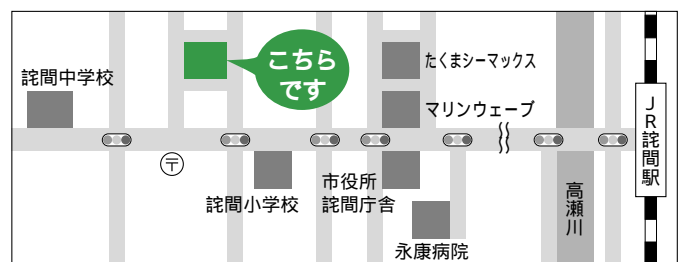 こちら
です
たくまシーマックス
詫間中学校
マリンウェーブ
〒
JR詫間駅
詫間小学校
市役所
詫間庁舎
高瀬川
永康病院